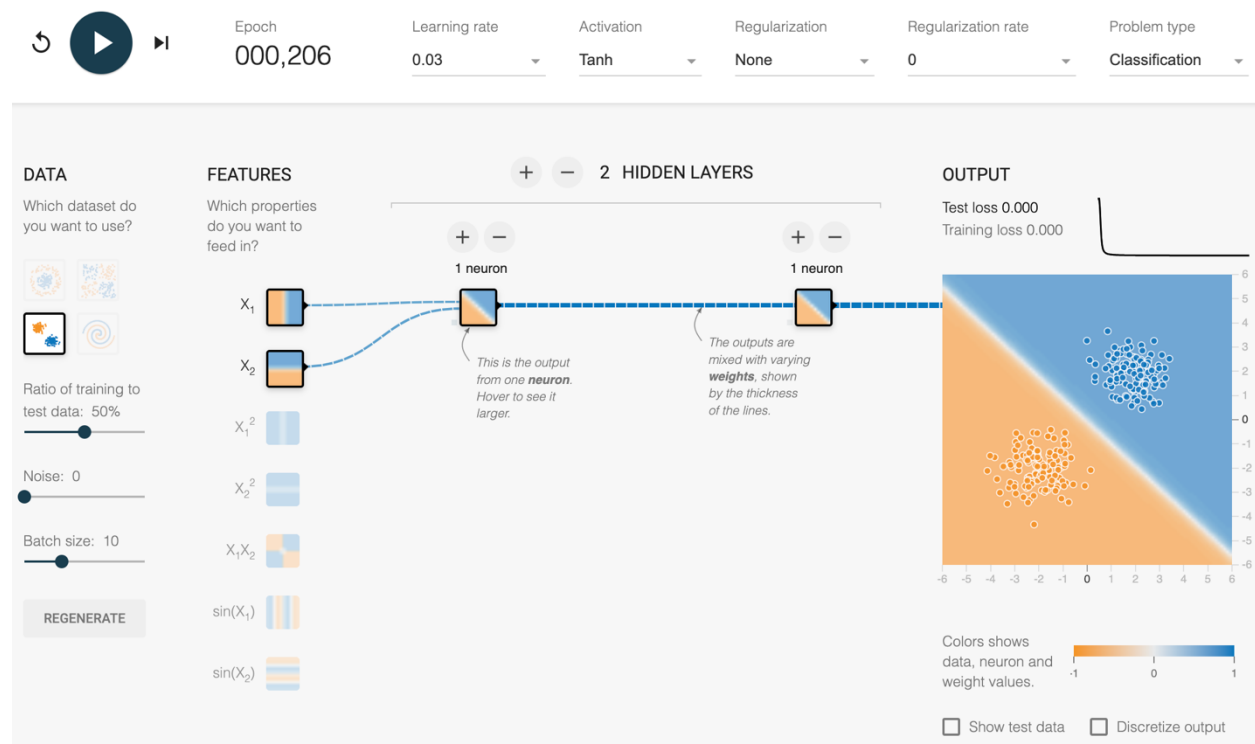 Epoch
000,206
Learning rate
0.03
Activation
Tanh
Regularization
None
Regularization rate
0
Problem type
Classification
DATA
Which dataset do
you want to use?
Ratio of training to
test data: 50%
Noise: 0
Batch size: 10
REGENERATE
FEATURES
Which properties
do you want to
feed in?
X₁
X₂
X₁²
X₂²
X₁X₂
sin(X₁)
sin(X₂)
+ − 2 HIDDEN LAYERS
+ −
1 neuron
This is the output
from one neuron.
Hover to see it
larger.
+ −
1 neuron
The outputs are
mixed with varying
weights, shown
by the thickness
of the lines.
OUTPUT
Test loss 0.000
Training loss 0.000
6
5
4
3
2
1
0
-1
-2
-3
-4
-5
-6
-6 -5 -4 -3 -2 -1 0 1 2 3 4 5 6
Colors shows
data, neuron and
weight values.
-1 0 1
Show test data
Discretize output